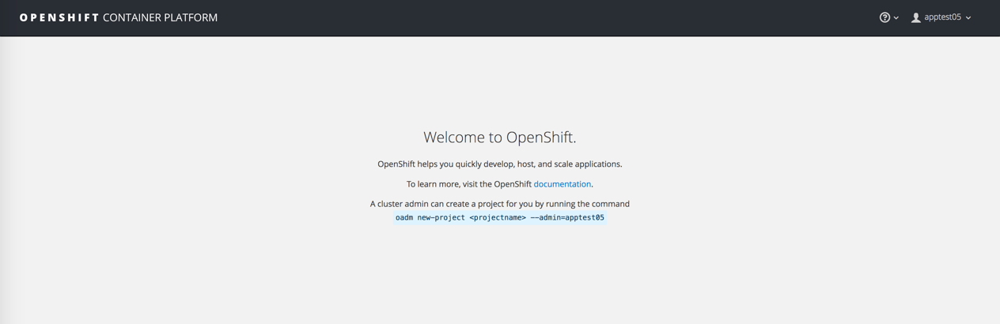 OPENSHIFT CONTAINER PLATFORM
apptest05
Welcome to OpenShift.
OpenShift helps you quickly develop, host, and scale applications.
To learn more, visit the OpenShift documentation.
A cluster admin can create a project for you by running the command
oadm new-project <projectname> --admin=apptest05